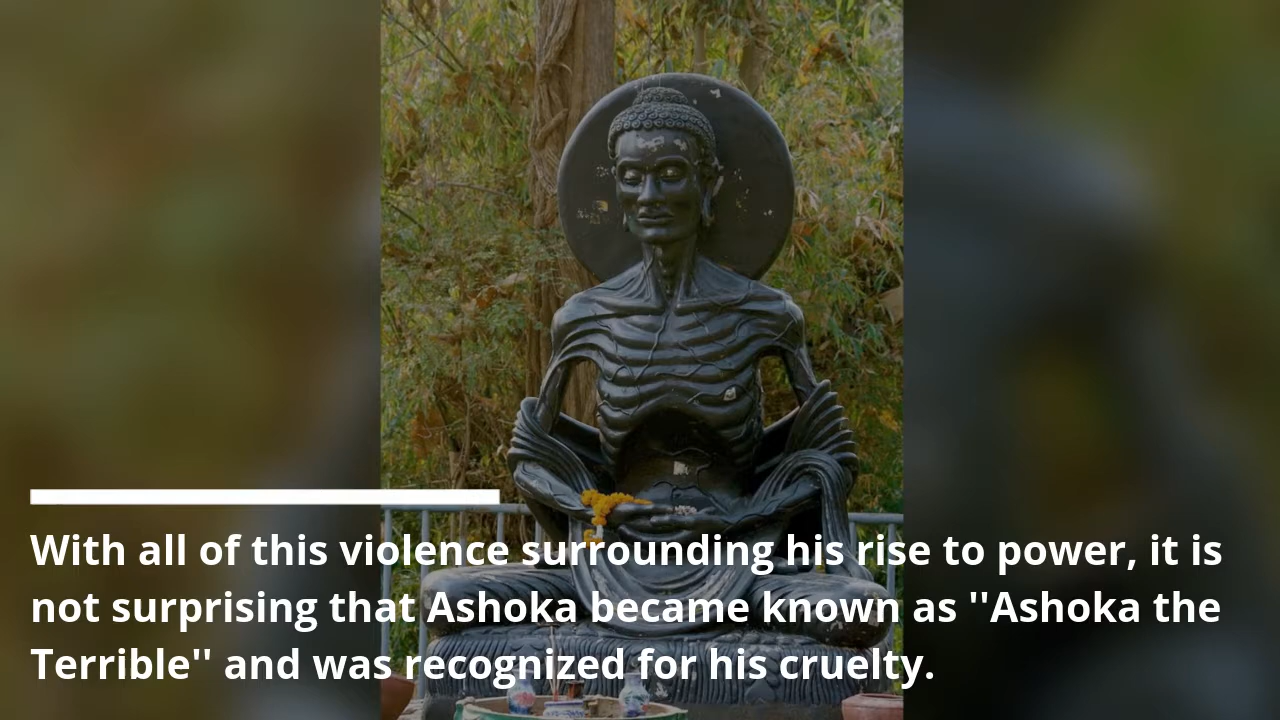 With all of this violence surrounding his rise to power, it is
not surprising that Ashoka became known as ''Ashoka the
Terrible'' and was recognized for his cruelty.